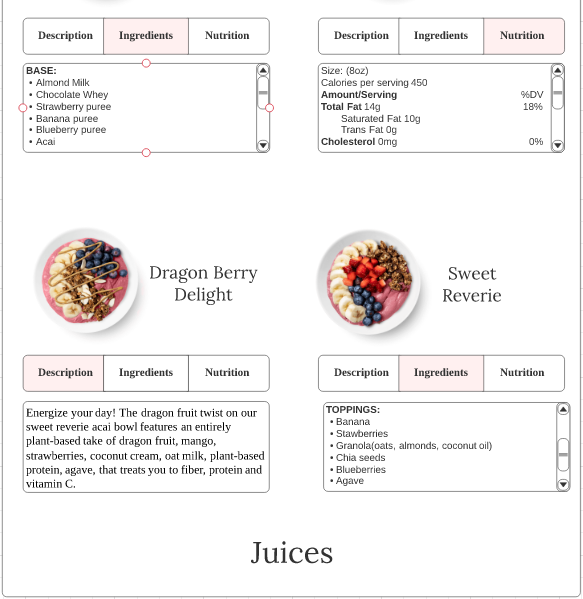 Description Ingredients Nutrition
BASE:
• Almond Milk
• Chocolate Whey
• Strawberry puree
• Banana puree
• Blueberry puree
• Acai
Description Ingredients Nutrition
Size: (8oz)
Calories per serving 450
Amount/Serving %DV
Total Fat 14g 18%
Saturated Fat 10g
Trans Fat 0g
Cholesterol 0mg 0%
Dragon Berry
Delight
Description Ingredients Nutrition
Energize your day! The dragon fruit twist on our
sweet reverie acai bowl features an entirely
plant-based take of dragon fruit, mango,
strawberries, coconut cream, oat milk, plant-based
protein, agave, that treats you to fiber, protein and
vitamin C.
Sweet
Reverie
Description Ingredients Nutrition
TOPPINGS:
• Banana
• Stawberries
• Granola(oats, almonds, coconut oil)
• Chia seeds
• Blueberries
• Agave
Juices